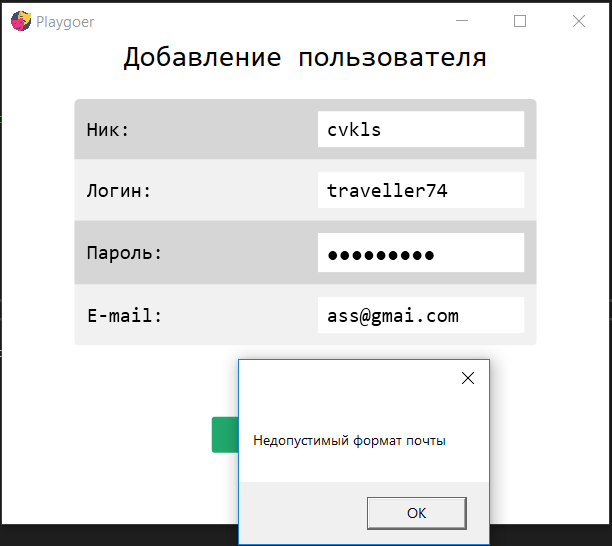 Playgoer
Добавление пользователя
Ник: cvkls
Логин: traveller74
Пароль: ●●●●●●●●●
E-mail: ass@gmai.com
Недопустимый формат почты
OK